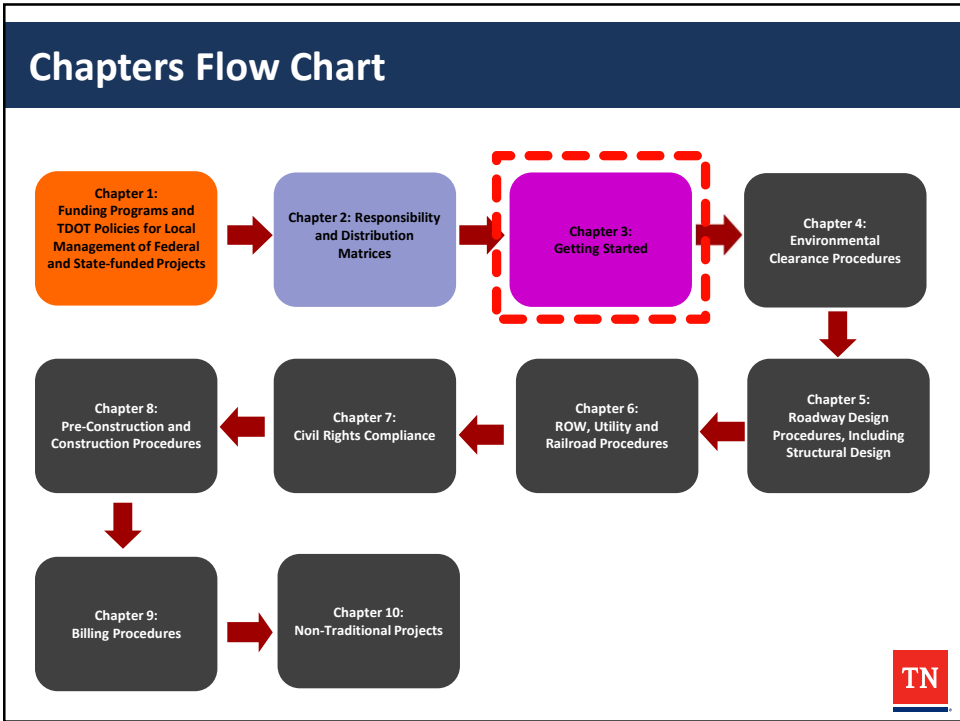 Chapters Flow Chart
Chapter 1:
Funding Programs and
TDOT Policies for Local
Management of Federal
and State-funded Projects
Chapter 2: Responsibility
and Distribution
Matrices
Chapter 3:
Getting Started
Chapter 4:
Environmental
Clearance Procedures
Chapter 5:
Roadway Design
Procedures, Including
Structural Design
Chapter 6:
ROW, Utility and
Railroad Procedures
Chapter 7:
Civil Rights Compliance
Chapter 8:
Pre-Construction and
Construction Procedures
Chapter 9:
Billing Procedures
Chapter 10:
Non-Traditional Projects
TN